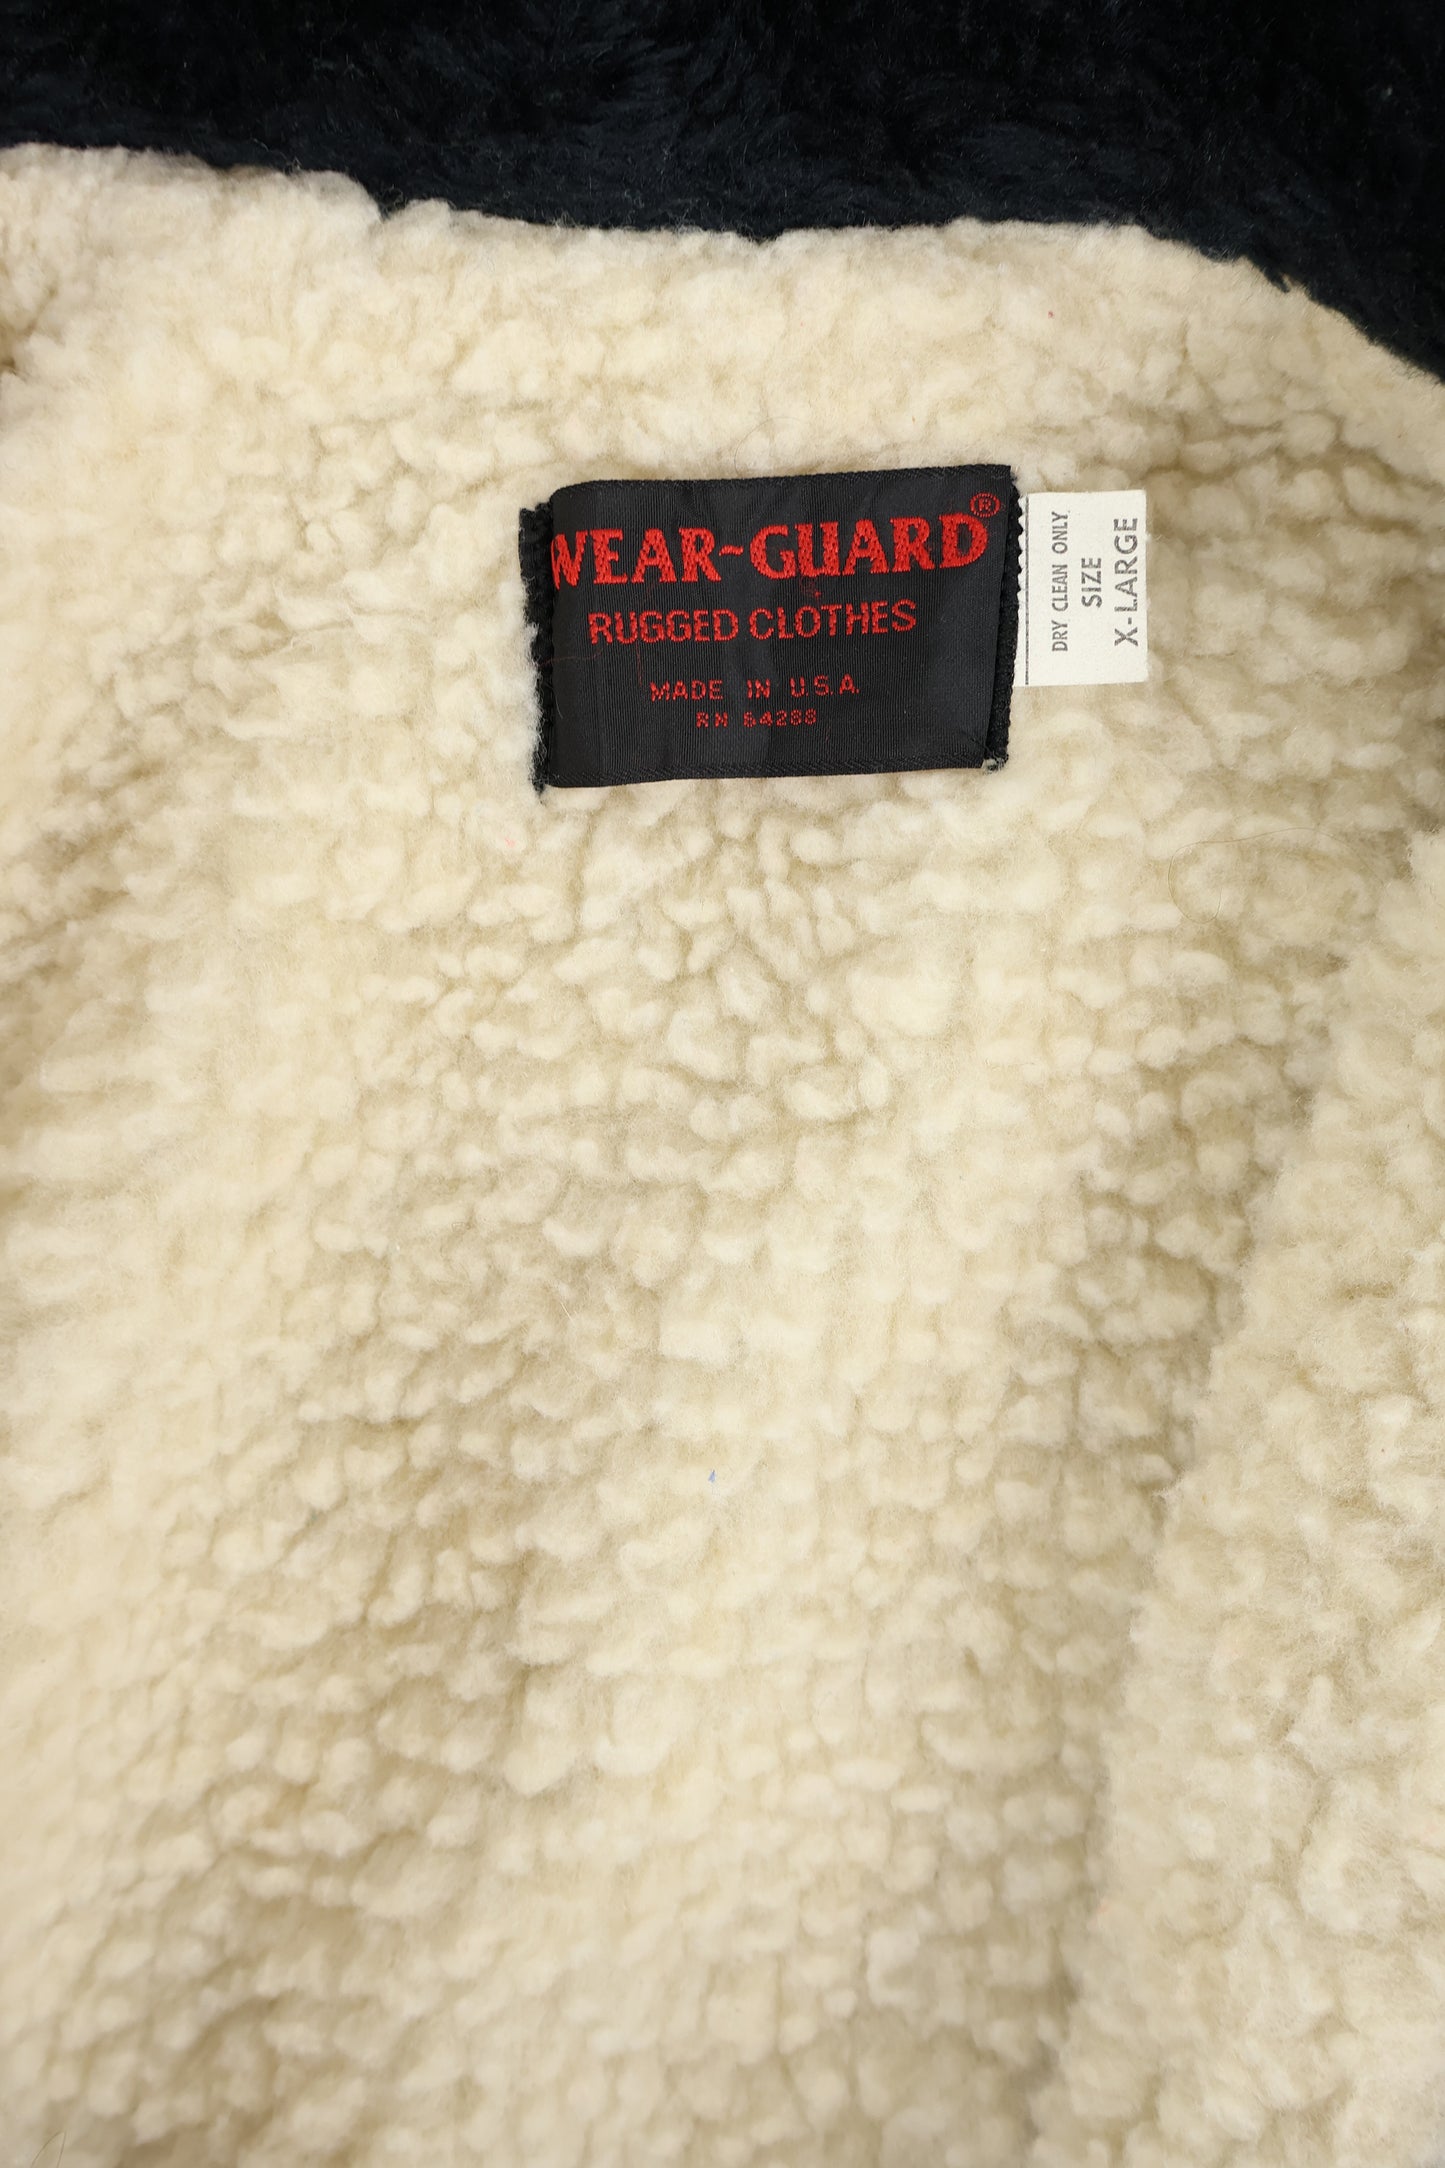 WEAR-GUARD®
RUGGED CLOTHES
MADE IN U.S.A.
RN 54288
DRY CLEAN ONLY
SIZE
X-LARGE